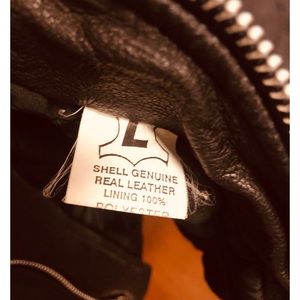 L
SHELL GENUINE
REAL LEATHER
LINING 100%
POLYESTER